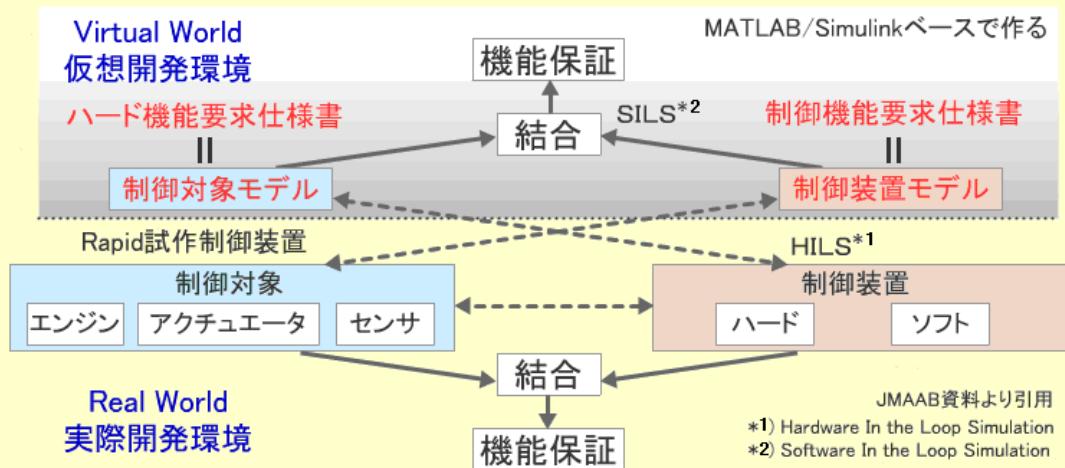 Virtual World
仮想開発環境
MATLAB/Simulinkベースで作る
機能保証
ハード機能要求仕様書
SILS*2
制御機能要求仕様書
結合
制御対象モデル
制御装置モデル
Rapid試作制御装置
HILS*1
制御対象
制御装置
エンジン
アクチュエータ
センサ
ハード
ソフト
結合
Real World
実際開発環境
機能保証
JMAAB資料より引用
*1) Hardware In the Loop Simulation
*2) Software In the Loop Simulation